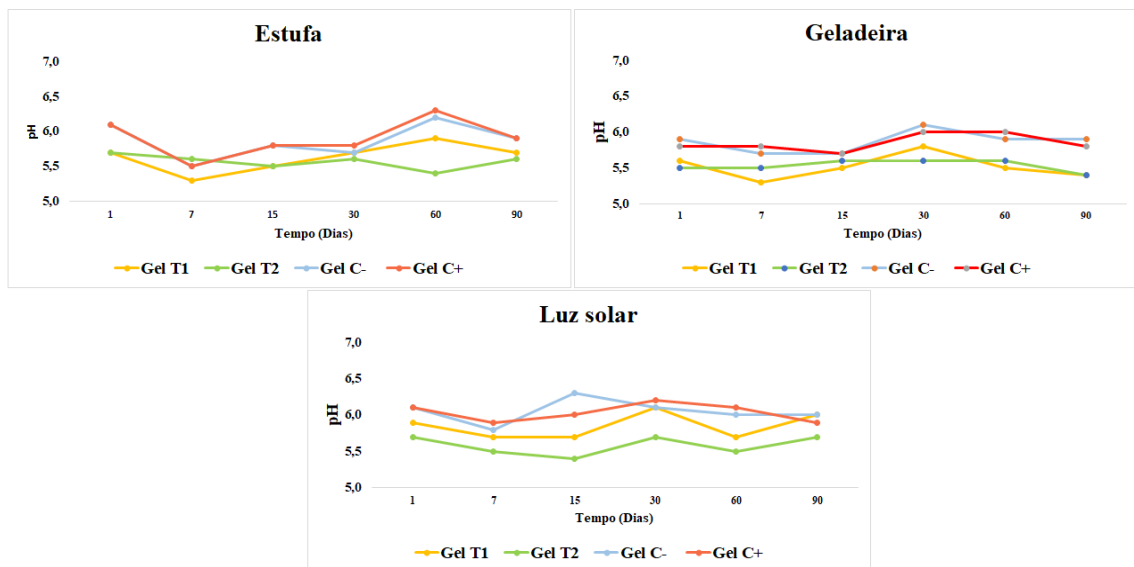 Estufa
pH
7,0
6,5
6,0
5,5
5,0
1 7 15 30 60 90
Tempo (Dias)
Gel T1 Gel T2 Gel C- Gel C+
Geladeira
pH
7,0
6,5
6,0
5,5
5,0
1 7 15 30 60 90
Tempo (Dias)
Gel T1 Gel T2 Gel C- Gel C+
Luz solar
pH
7,0
6,5
6,0
5,5
5,0
1 7 15 30 60 90
Tempo (Dias)
Gel T1 Gel T2 Gel C- Gel C+